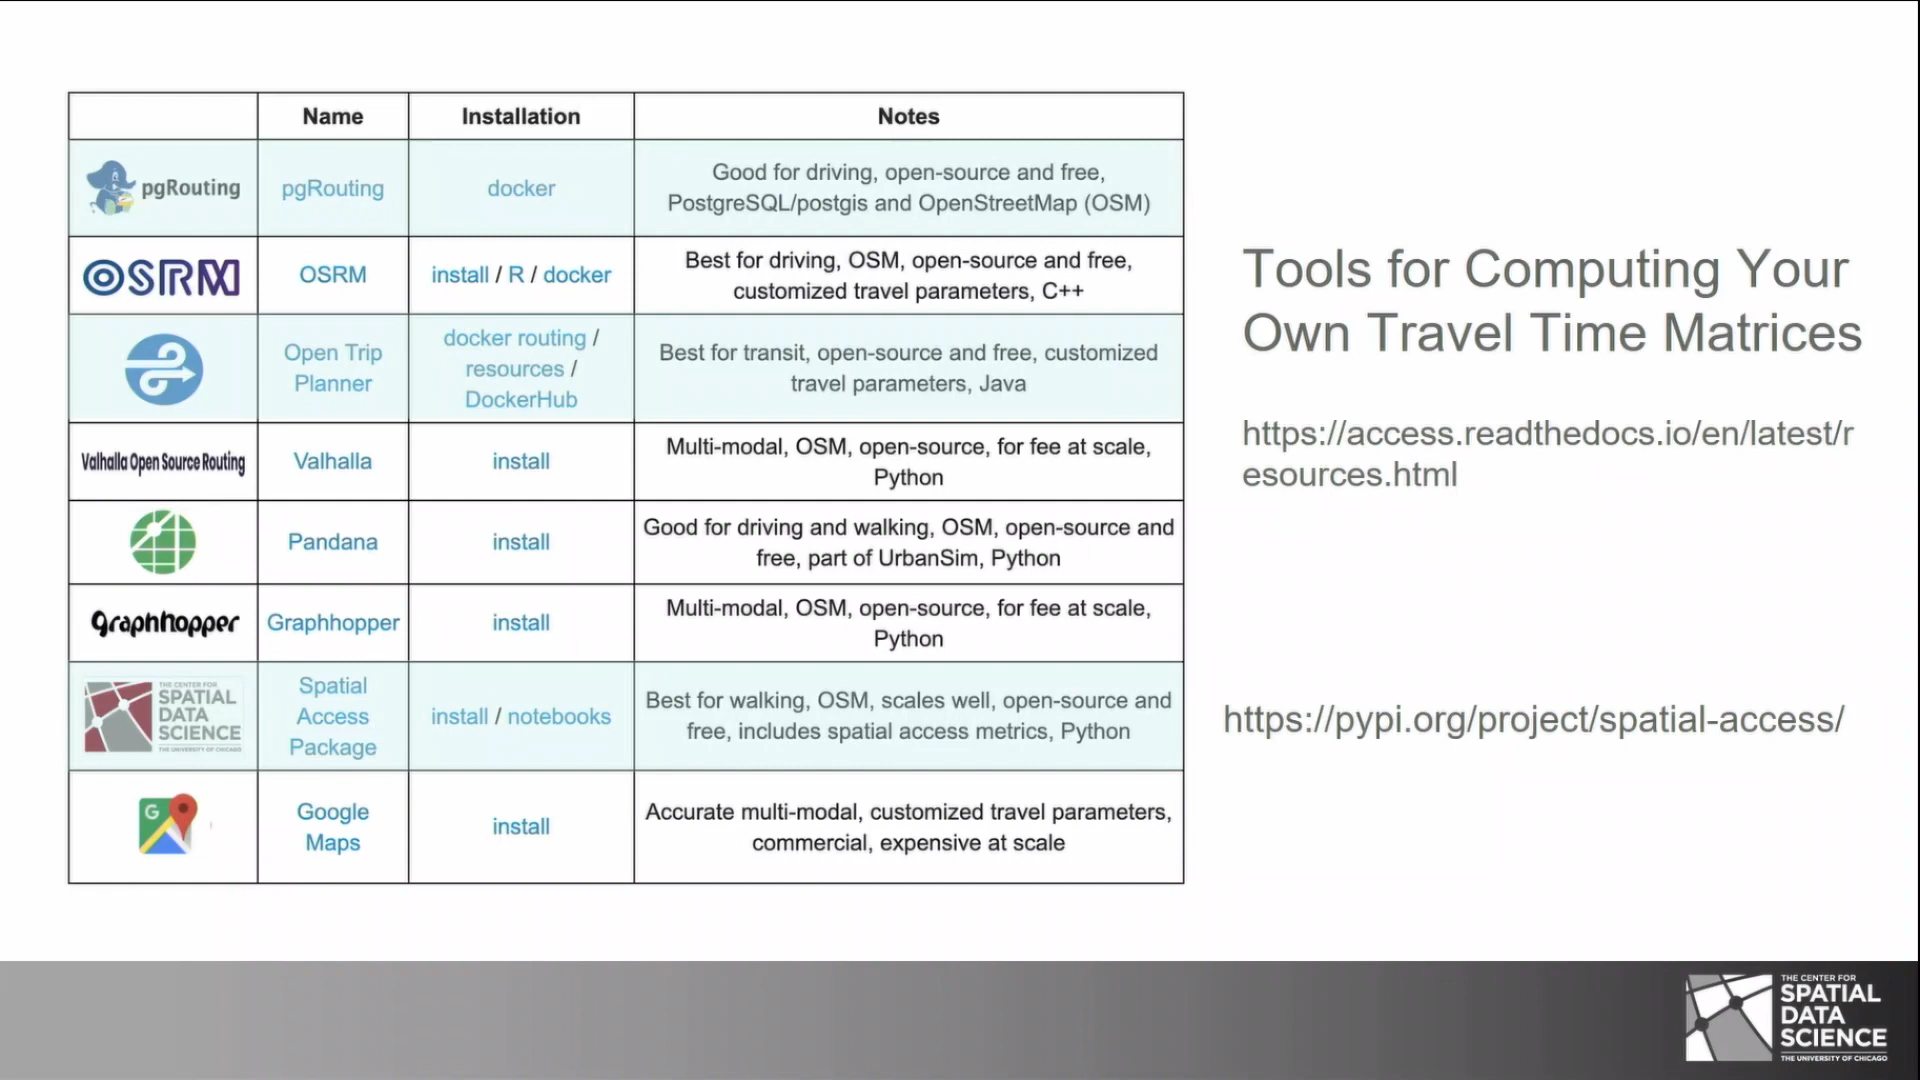 Name Installation Notes
pgRouting pgRouting docker Good for driving, open-source and free,
PostgreSQL/postgis and OpenStreetMap (OSM)
OSRM OSRM install / R / docker Best for driving, OSM, open-source and free,
customized travel parameters, C++
Open Trip
Planner
docker routing /
resources /
DockerHub
Best for transit, open-source and free, customized
travel parameters, Java
Valhalla Open Source Routing Valhalla install Multi-modal, OSM, open-source, for fee at scale,
Python
Pandana install Good for driving and walking, OSM, open-source and
free, part of UrbanSim, Python
Graphhopper Graphhopper install Multi-modal, OSM, open-source, for fee at scale,
Python
THE CENTER FOR
SPATIAL
DATA
SCIENCE
THE UNIVERSITY OF CHICAGO
Spatial
Access
Package
install / notebooks
Best for walking, OSM, scales well, open-source and
free, includes spatial access metrics, Python
G
Google
Maps
install
Accurate multi-modal, customized travel parameters,
commercial, expensive at scale
Tools for Computing Your
Own Travel Time Matrices
https://access.readthedocs.io/en/latest/r
esources.html
https://pypi.org/project/spatial-access/
THE CENTER FOR
SPATIAL
DATA
SCIENCE
THE UNIVERSITY OF CHICAGO